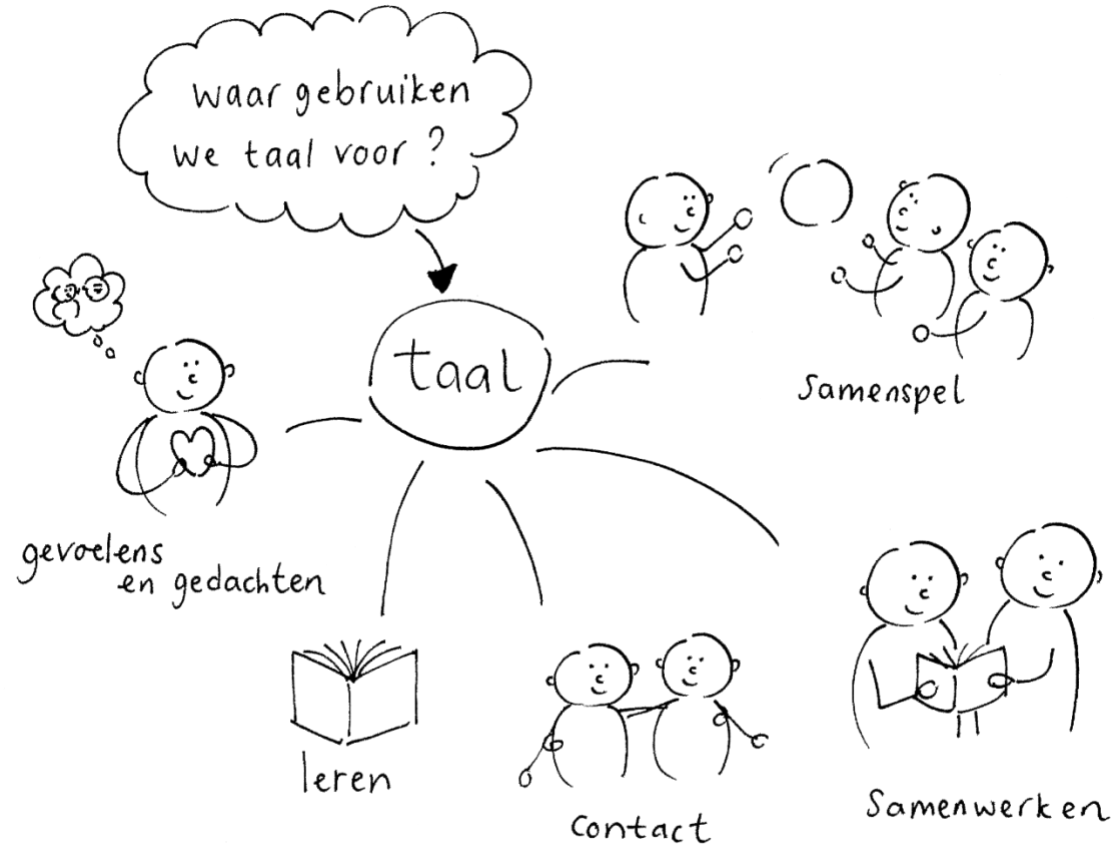 waar gebruiken
we taal voor?
taal
samenspel
gevoelens
en gedachten
leren
contact
Samenwerken